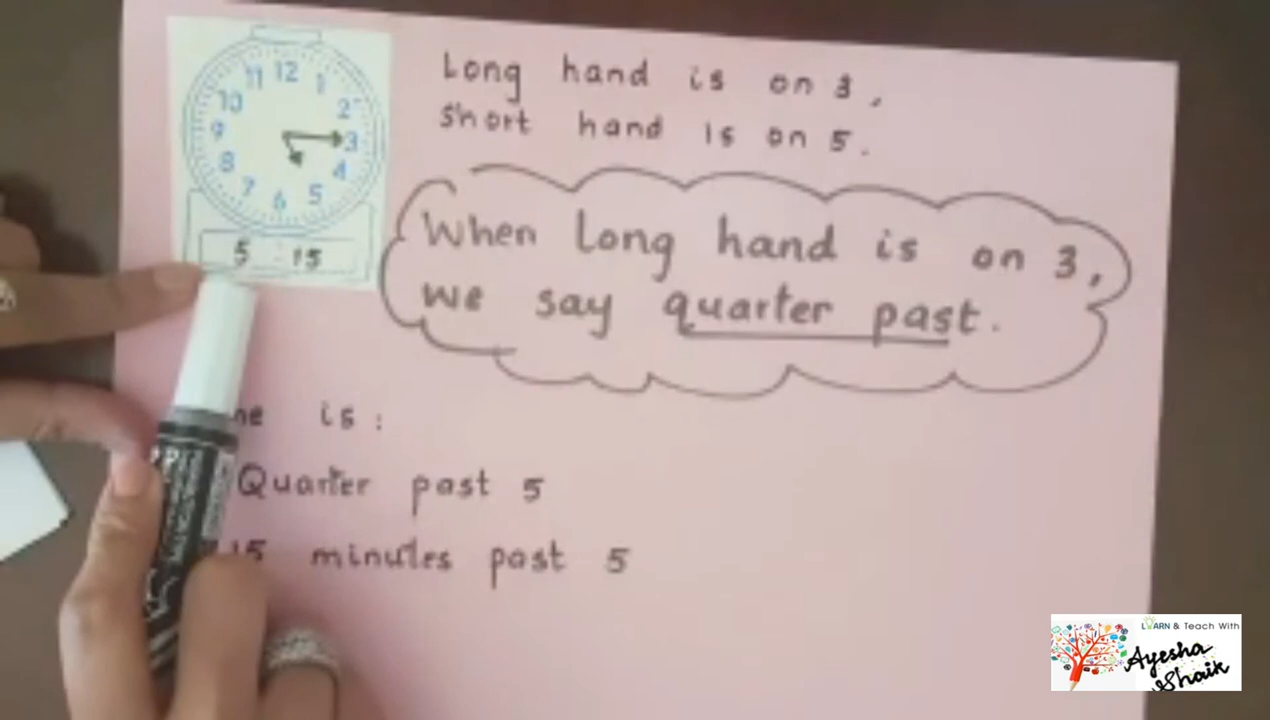 12
11 1
10 2
9 3
8 4
7 5
6
5 : 15
Long hand is on 3,
short hand is on 5.
When long hand is on 3,
we say quarter past.
is:
Quarter past 5
15 minutes past 5
LEARN & Teach With
Ayesha
Shaik